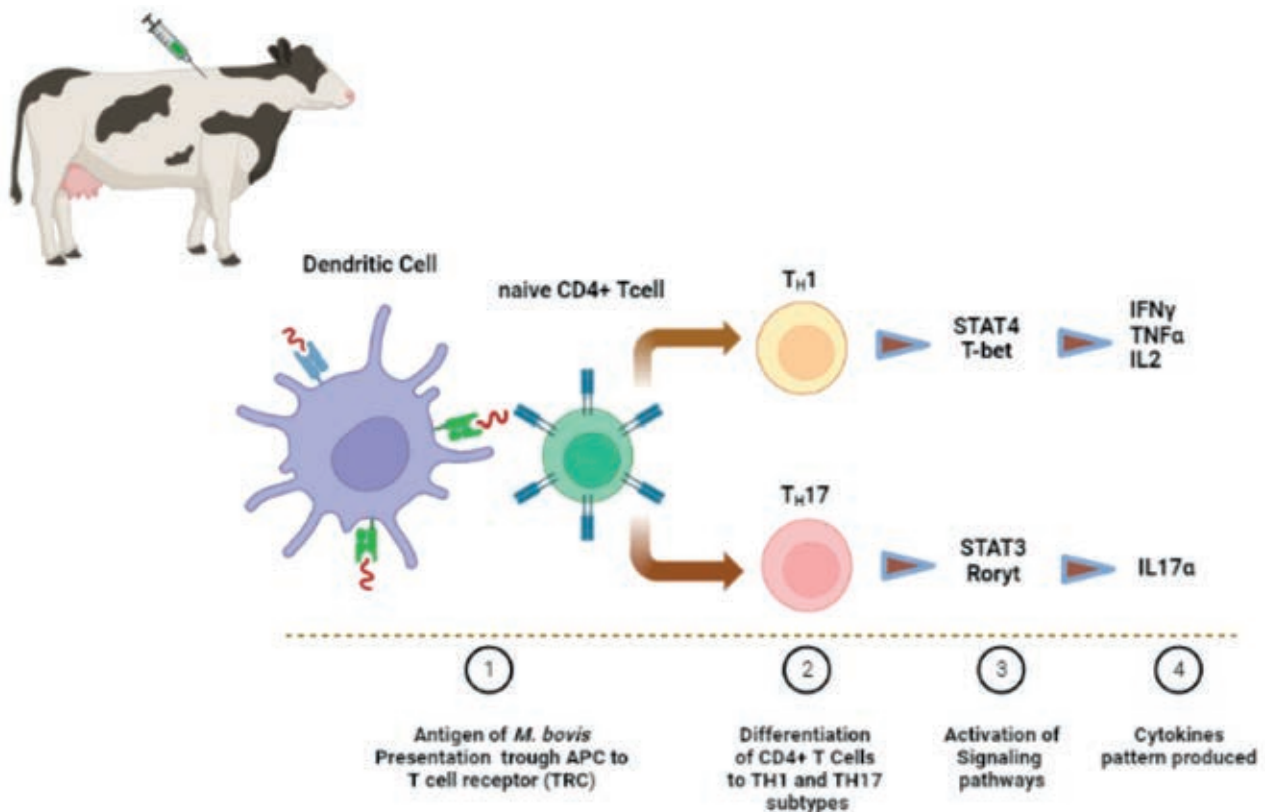 Dendritic Cell
naive CD4+ Tcell
TH1
STAT4
T-bet
IFNγ
TNFα
IL2
TH17
STAT3
Roryt
IL17α
1
Antigen of M. bovis
Presentation trough APC to
T cell receptor (TRC)
2
Differentiation
of CD4+ T Cells
to TH1 and TH17
subtypes
3
Activation of
Signaling
pathways
4
Cytokines
pattern produced